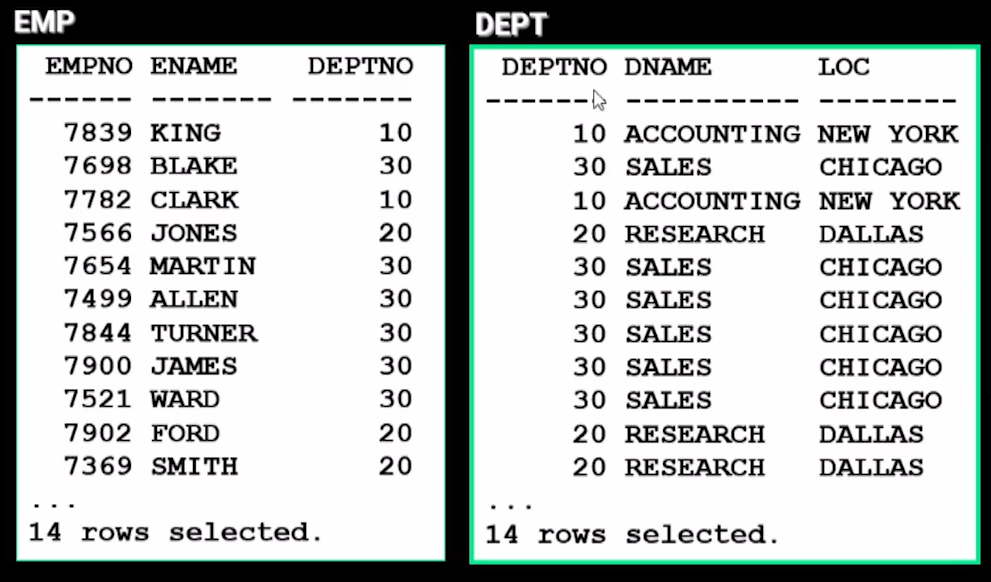 EMP
EMPNO ENAME DEPTNO
------ ------- -------
7839 KING 10
7698 BLAKE 30
7782 CLARK 10
7566 JONES 20
7654 MARTIN 30
7499 ALLEN 30
7844 TURNER 30
7900 JAMES 30
7521 WARD 30
7902 FORD 20
7369 SMITH 20
...
14 rows selected.
DEPT
DEPTNO DNAME LOC
------- ---------- --------
10 ACCOUNTING NEW YORK
30 SALES CHICAGO
10 ACCOUNTING NEW YORK
20 RESEARCH DALLAS
30 SALES CHICAGO
30 SALES CHICAGO
30 SALES CHICAGO
30 SALES CHICAGO
30 SALES CHICAGO
20 RESEARCH DALLAS
20 RESEARCH DALLAS
...
14 rows selected.